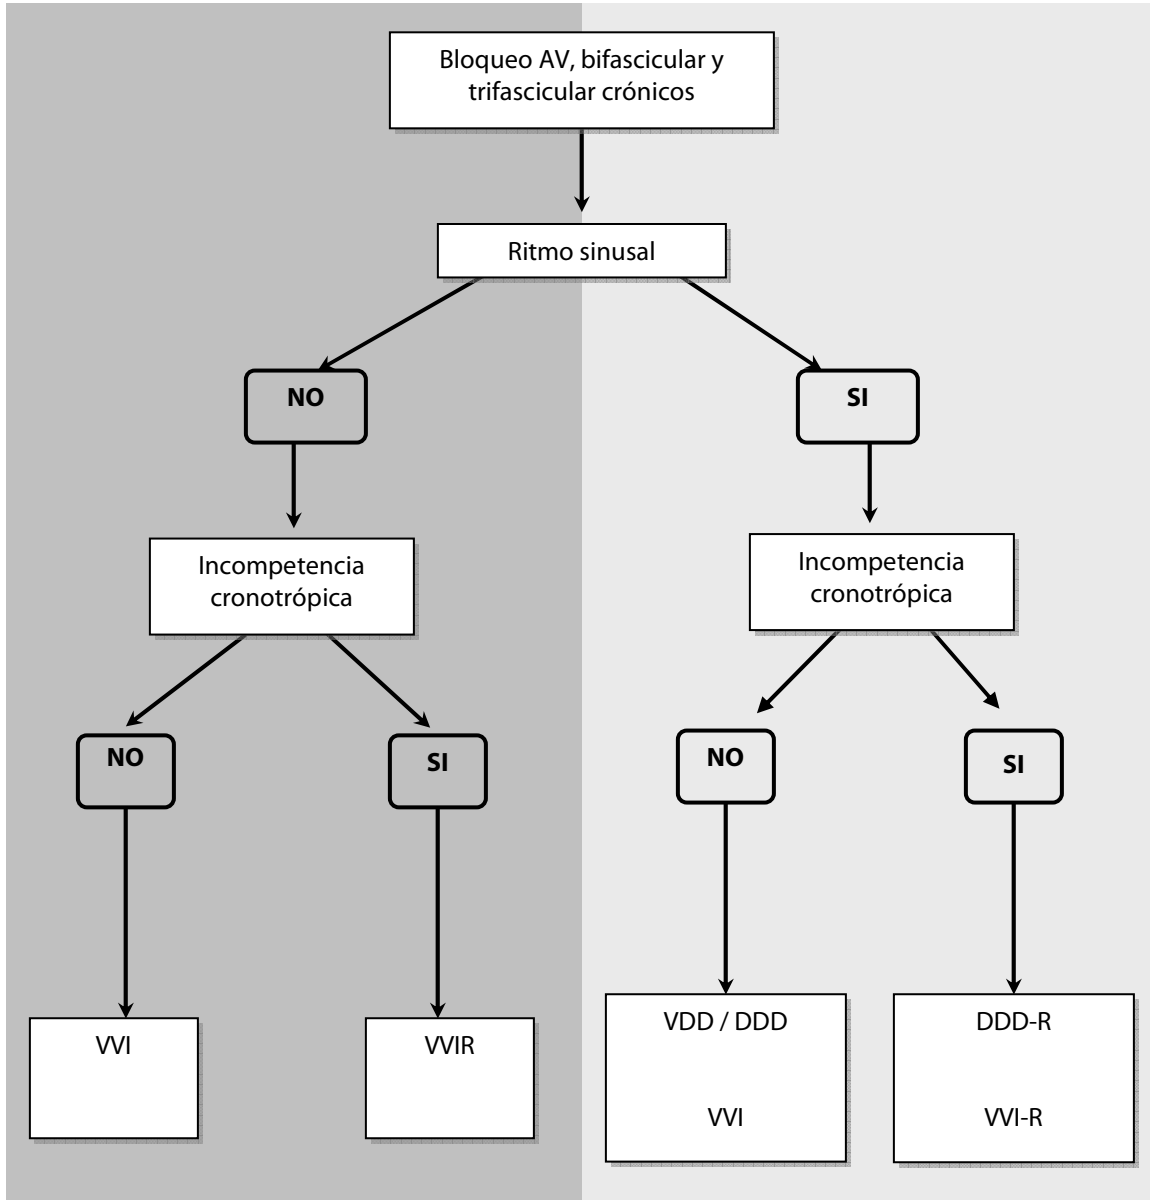 Bloqueo AV, bifascicular y
trifascicular crónicos
Ritmo sinusal
NO
SI
Incompetencia
cronotrópica
Incompetencia
cronotrópica
NO
SI
NO
SI
VVI
VVIR
VDD / DDD
VVI
DDD-R
VVI-R